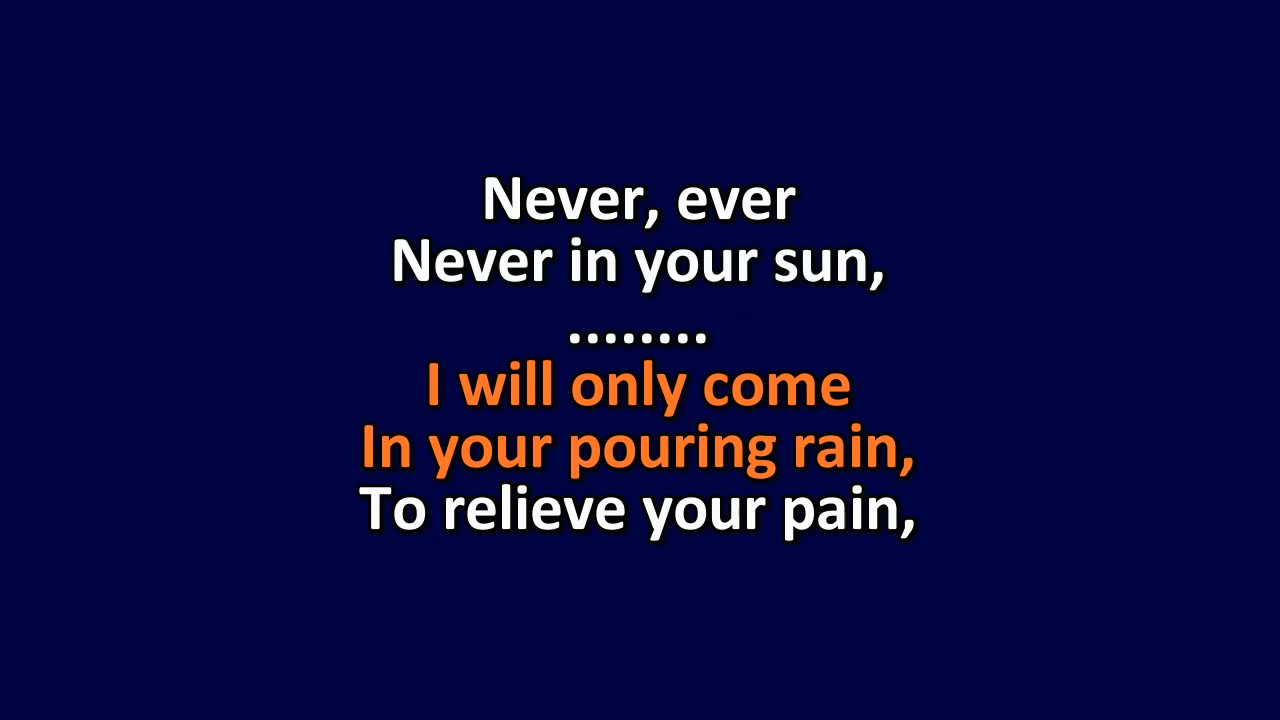 Never, ever
Never in your sun,
........
I will only come
In your pouring rain,
To relieve your pain,